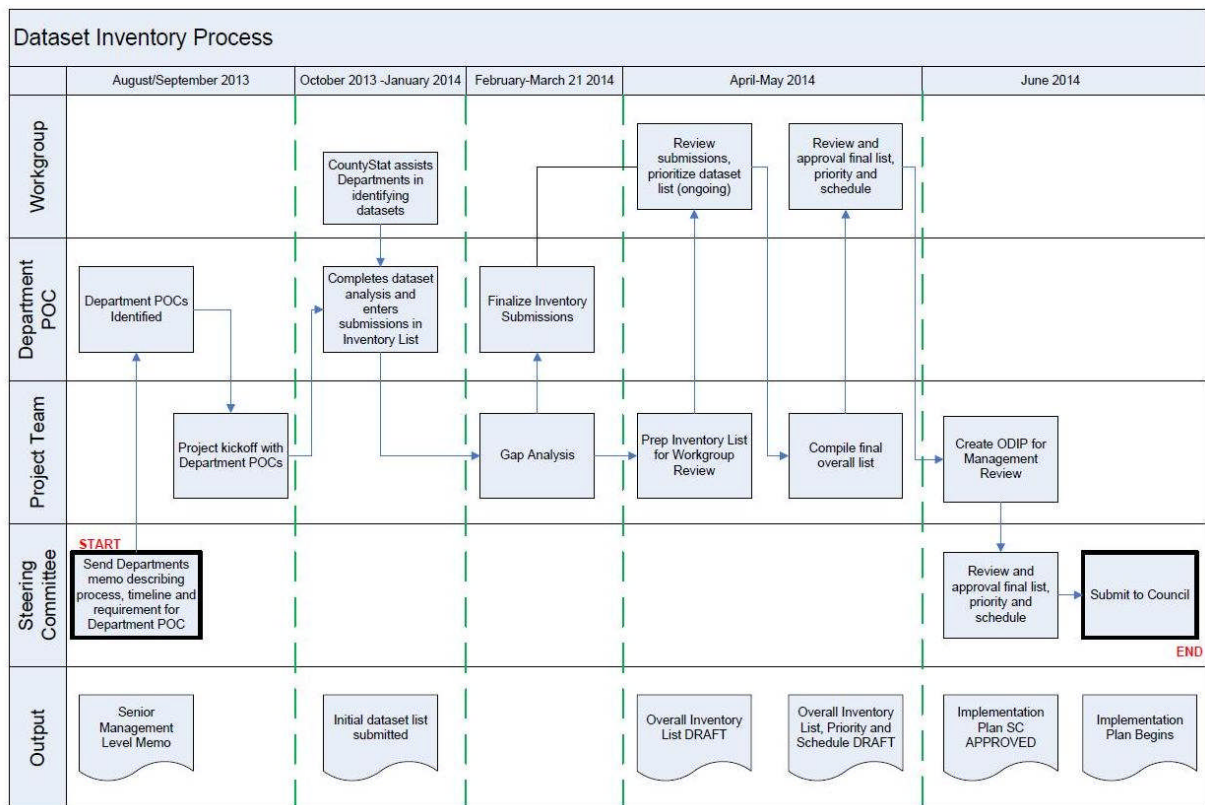 Dataset Inventory Process
August/September 2013
October 2013 -January 2014
February-March 21 2014
April-May 2014
June 2014
Workgroup
CountyStat assists
Departments in
identifying
datasets
Review
submissions,
prioritize dataset
list (ongoing)
Review and
approval final list,
priority and
schedule
Department
POC
Department POCs
Identified
Completes dataset
analysis and
enters
submissions in
Inventory List
Finalize Inventory
Submissions
Project Team
Project kickoff with
Department POCs
Gap Analysis
Prep Inventory List
for Workgroup
Review
Compile final
overall list
Create ODIP for
Management
Review
Steering
Committee
START
Send Departments
memo describing
process, timeline and
requirement for
Department POC
Review and
approval final list,
priority and
schedule
Submit to Council
END
Output
Senior
Management
Level Memo
Initial dataset list
submitted
Overall Inventory
List DRAFT
Overall Inventory
List, Priority and
Schedule DRAFT
Implementation
Plan SC
APPROVED
Implementation
Plan Begins